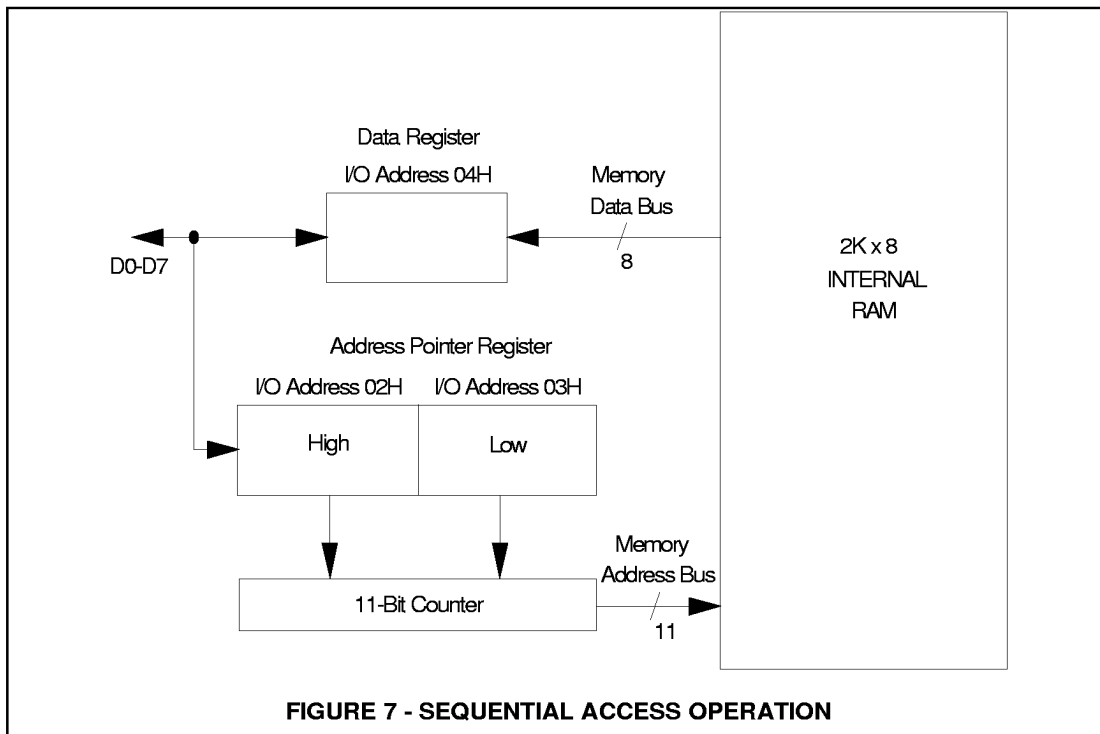 Data Register
I/O Address 04H
Memory
Data Bus
8
D0-D7
2K x 8
INTERNAL
RAM
Address Pointer Register
I/O Address 02H
I/O Address 03H
High
Low
Memory
Address Bus
11-Bit Counter
11
FIGURE 7 - SEQUENTIAL ACCESS OPERATION